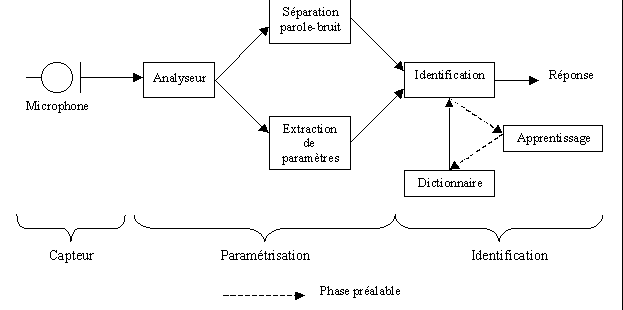 Séparation
parole-bruit
Analyseur
Identification
Réponse
Microphone
Extraction
de
paramètres
Apprentissage
Dictionnaire
Capteur
Paramétrisation
Identification
Phase préalable